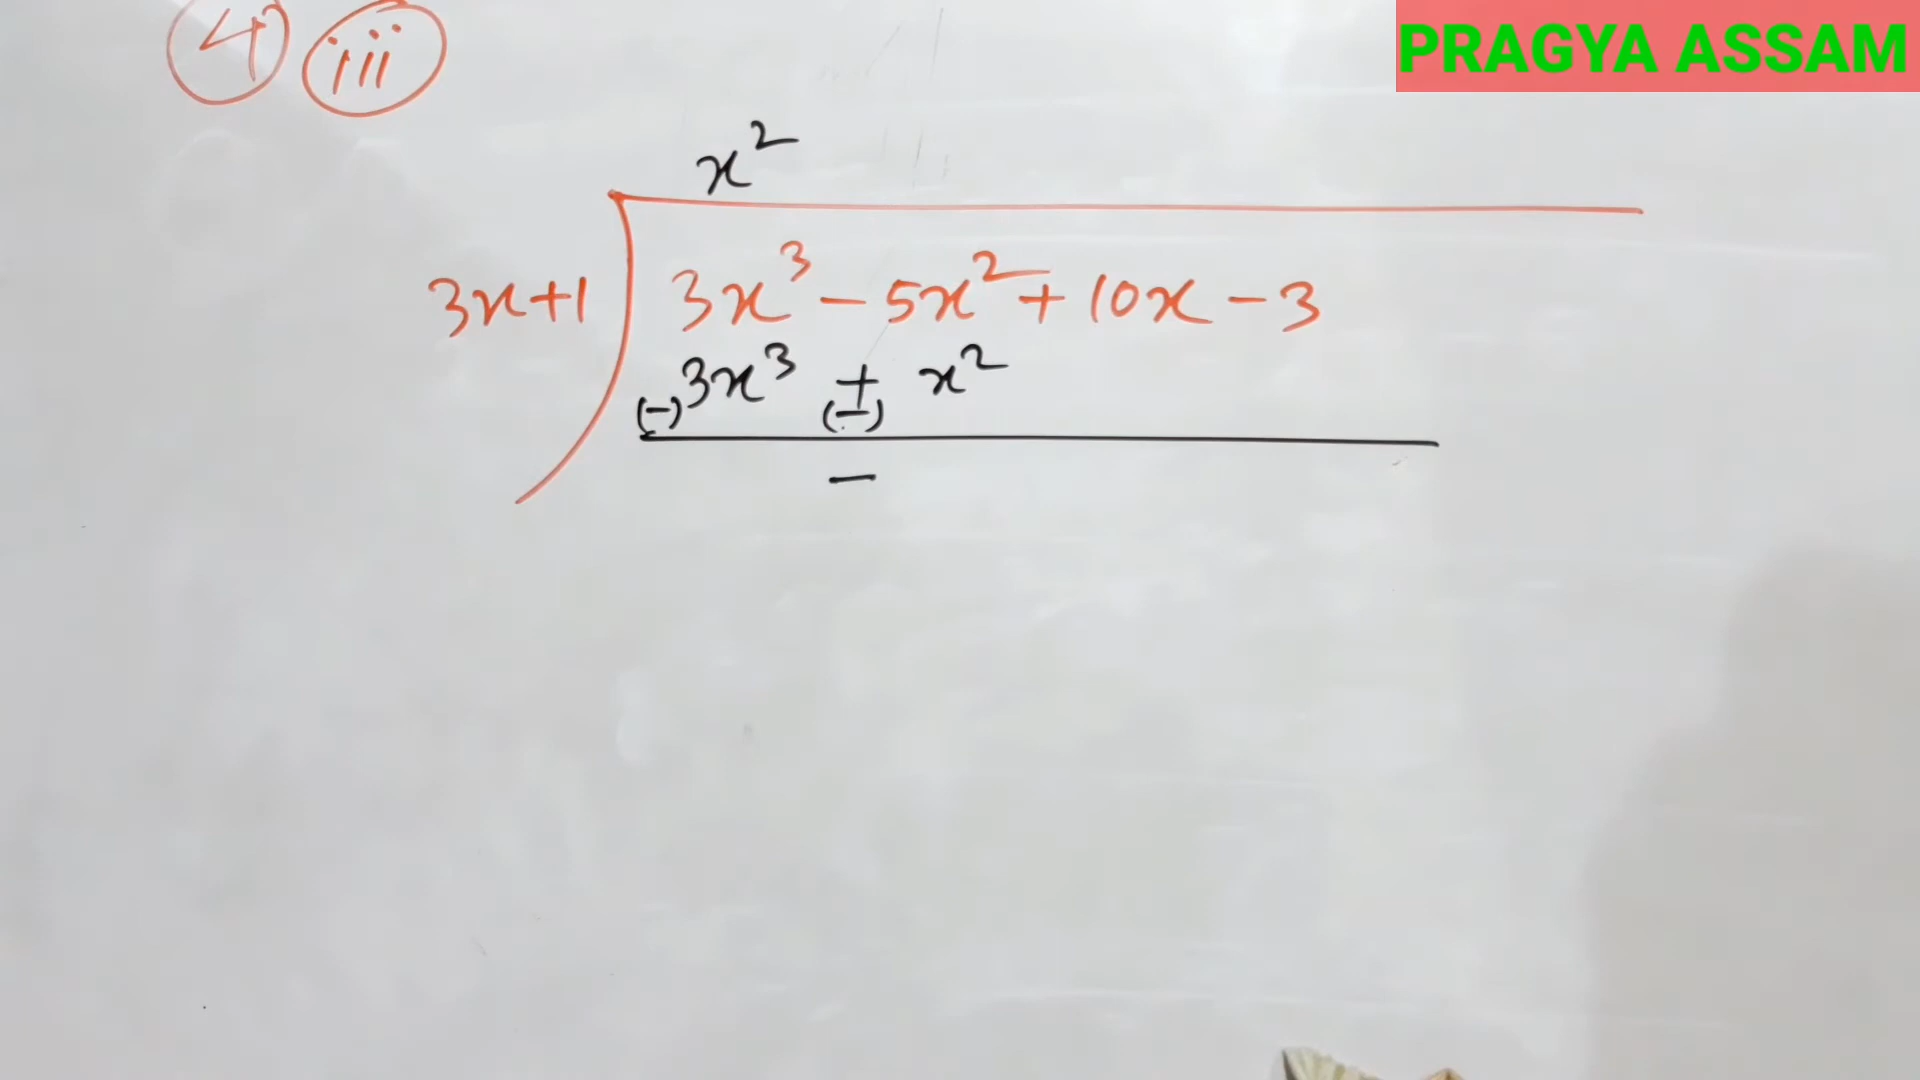 4 iii
PRAGYA ASSAM
x²
3x+1 3x³ - 5x² + 10x - 3
(-) 3x³ + (-) x²
-